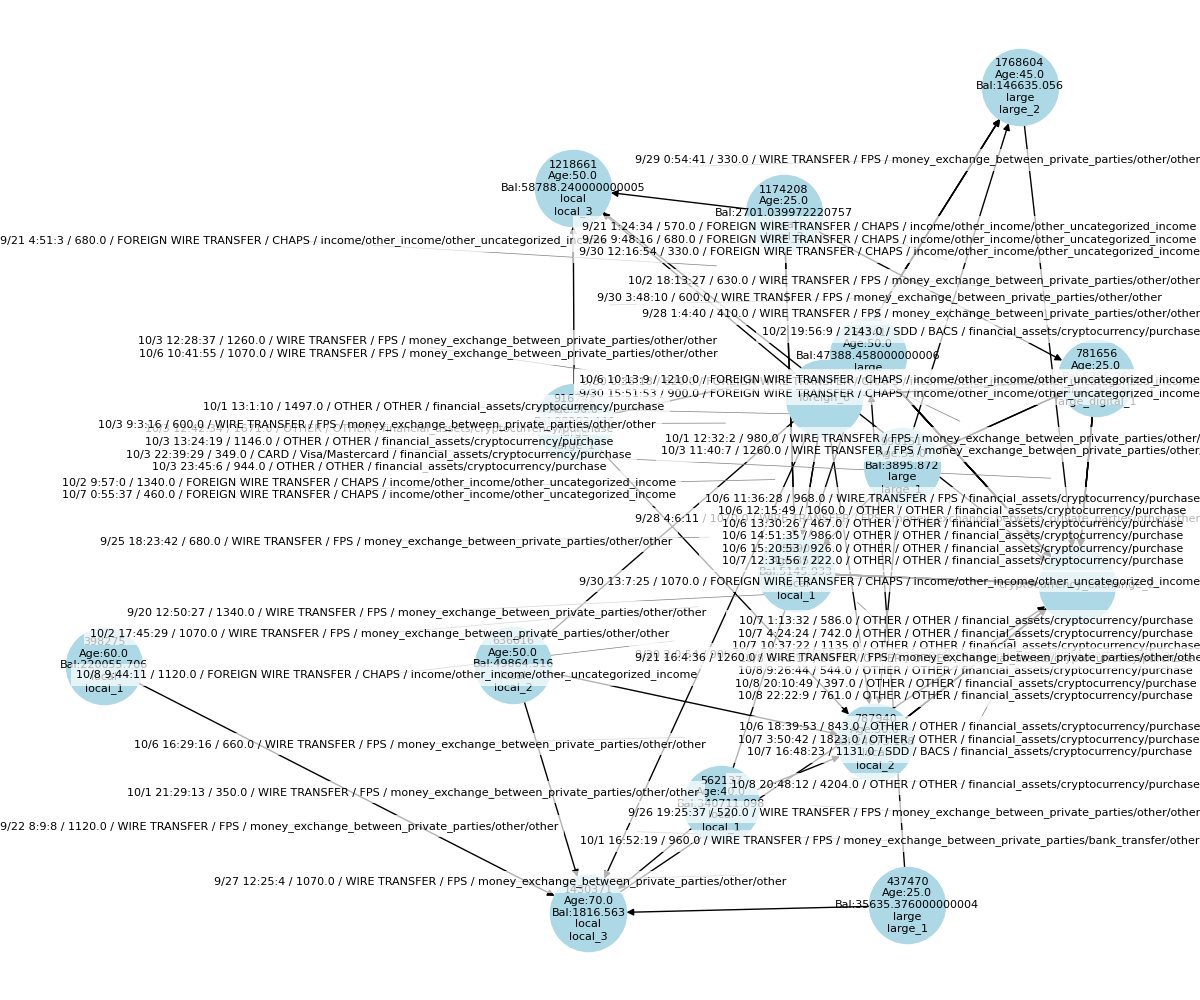 1768604
Age:45.0
Bal:146635.056
large
large_2
9/29 0:54:41 / 330.0 / WIRE TRANSFER / FPS / money_exchange_between_private_parties/other/other
1218661
Age:50.0
Bal:58788.240000000005
local
local_3
1174208
Age:25.0
Bal:2701.039972220757
9/21 1:24:34 / 570.0 / FOREIGN WIRE TRANSFER / CHAPS / income/other_income/other_uncategorized_income
9/21 4:51:3 / 680.0 / FOREIGN WIRE TRANSFER / CHAPS / income/other_income/other_uncategorized_in
9/26 9:48:16 / 680.0 / FOREIGN WIRE TRANSFER / CHAPS / income/other_income/other_uncategorized_income
9/30 12:16:54 / 330.0 / FOREIGN WIRE TRANSFER / CHAPS / income/other_income/other_uncategorized_income
10/2 18:13:27 / 630.0 / WIRE TRANSFER / FPS / money_exchange_between_private_parties/other/other
9/30 3:48:10 / 600.0 / WIRE TRANSFER / FPS / money_exchange_between_private_parties/other/other
9/28 1:4:40 / 410.0 / WIRE TRANSFER / FPS / money_exchange_between_private_parties/other/other
10/2 19:56:9 / 2143.0 / SDD / BACS / financial_assets/cryptocurrency/purchase
10/3 12:28:37 / 1260.0 / WIRE TRANSFER / FPS / money_exchange_between_private_parties/other/other
Age:50.0
10/6 10:41:55 / 1070.0 / WIRE TRANSFER / FPS / money_exchange_between_private_parties/other/other
Bal:47388.458000000006
large
781656
Age:25.0
10/6 10:13:9 / 1210.0 / FOREIGN WIRE TRANSFER / CHAPS / income/other_income/other_uncategorized_income
9/30 15:51:53 / 900.0 / FOREIGN WIRE TRANSFER / CHAPS / income/other_income/other_uncategorized_income
large_digital_1
10/1 13:1:10 / 1497.0 / OTHER / OTHER / financial_assets/cryptocurrency/purchase
10/3 9:3:16 / 600.0 / WIRE TRANSFER / FPS / money_exchange_between_private_parties/other/other
10/3 13:24:19 / 1146.0 / OTHER / OTHER / financial_assets/cryptocurrency/purchase
10/3 22:39:29 / 349.0 / CARD / Visa/Mastercard / financial_assets/cryptocurrency/purchase
10/3 23:45:6 / 944.0 / OTHER / OTHER / financial_assets/cryptocurrency/purchase
10/1 12:32:2 / 980.0 / WIRE TRANSFER / FPS / money_exchange_between_private_parties/other/
10/3 11:40:7 / 1260.0 / WIRE TRANSFER / FPS / money_exchange_between_private_parties/other/
Bal:3895.872
large
large_1
10/2 9:57:0 / 1340.0 / FOREIGN WIRE TRANSFER / CHAPS / income/other_income/other_uncategorized_income
10/7 0:55:37 / 460.0 / FOREIGN WIRE TRANSFER / CHAPS / income/other_income/other_uncategorized_income
10/6 11:36:28 / 968.0 / WIRE TRANSFER / FPS / financial_assets/cryptocurrency/purchase
10/6 12:15:49 / 1060.0 / OTHER / OTHER / financial_assets/cryptocurrency/purchase
9/28 4:6:11
10/6 13:30:26 / 467.0 / OTHER / OTHER / financial_assets/cryptocurrency/purchase
10/6 14:51:35 / 986.0 / OTHER / OTHER / financial_assets/cryptocurrency/purchase
9/25 18:23:42 / 680.0 / WIRE TRANSFER / FPS / money_exchange_between_private_parties/other/other
10/6 15:20:53 / 926.0 / OTHER / OTHER / financial_assets/cryptocurrency/purchase
10/7 12:31:56 / 222.0 / OTHER / OTHER / financial_assets/cryptocurrency/purchase
9/30 13:7:25 / 1070.0 / FOREIGN WIRE TRANSFER / CHAPS / income/other_income/other_uncategorized_income
local_1
9/20 12:50:27 / 1340.0 / WIRE TRANSFER / FPS / money_exchange_between_private_parties/other/other
10/7 1:13:32 / 586.0 / OTHER / OTHER / financial_assets/cryptocurrency/purchase
10/7 4:24:24 / 742.0 / OTHER / OTHER / financial_assets/cryptocurrency/purchase
10/7 10:37:22 / 1135.0 / OTHER / OTHER / financial_assets/cryptocurrency/purchase
10/2 17:45:29 / 1070.0 / WIRE TRANSFER / FPS / money_exchange_between_private_parties/other/other
398275
Age:60.0
Bal:220055.706
local_1
636016
Age:50.0
Bal:49864.516
local_2
9/21 16:4:36 / 1260.0 / WIRE TRANSFER / FPS / money_exchange_between_private_parties/other/othe
10/8 9:26:44 / 544.0 / OTHER / OTHER / financial_assets/cryptocurrency/purchase
10/8 9:44:11 / 1120.0 / FOREIGN WIRE TRANSFER / CHAPS / income/other_income/other_uncategorized_income
10/8 20:10:49 / 397.0 / OTHER / OTHER / financial_assets/cryptocurrency/purchase
10/8 22:22:9 / 761.0 / OTHER / OTHER / financial_assets/cryptocurrency/purchase
787940
10/6 18:39:53 / 843.0 / OTHER / OTHER / financial_assets/cryptocurrency/purchase
10/7 3:50:42 / 1823.0 / OTHER / OTHER / financial_assets/cryptocurrency/purchase
10/7 16:48:23 / 1131.0 / SDD / BACS / financial_assets/cryptocurrency/purchase
local_2
10/6 16:29:16 / 660.0 / WIRE TRANSFER / FPS / money_exchange_between_private_parties/other/other
10/8 20:48:12 / 4204.0 / OTHER / OTHER / financial_assets/cryptocurrency/purchase
10/1 21:29:13 / 350.0 / WIRE TRANSFER / FPS / money_exchange_between_private_parties/other/other
local_1
9/26 19:25:37 / 520.0 / WIRE TRANSFER / FPS / money_exchange_between_private_parties/other/other
9/22 8:9:8 / 1120.0 / WIRE TRANSFER / FPS / money_exchange_between_private_parties/other/other
10/1 16:52:19 / 960.0 / WIRE TRANSFER / FPS / money_exchange_between_private_parties/bank_transfer/other
9/27 12:25:4 / 1070.0 / WIRE TRANSFER / FPS / money_exchange_between_private_parties/other/other
Age:70.0
Bal:1816.563
local
local_3
437470
Age:25.0
Bal:35635.376000000004
large
large_1